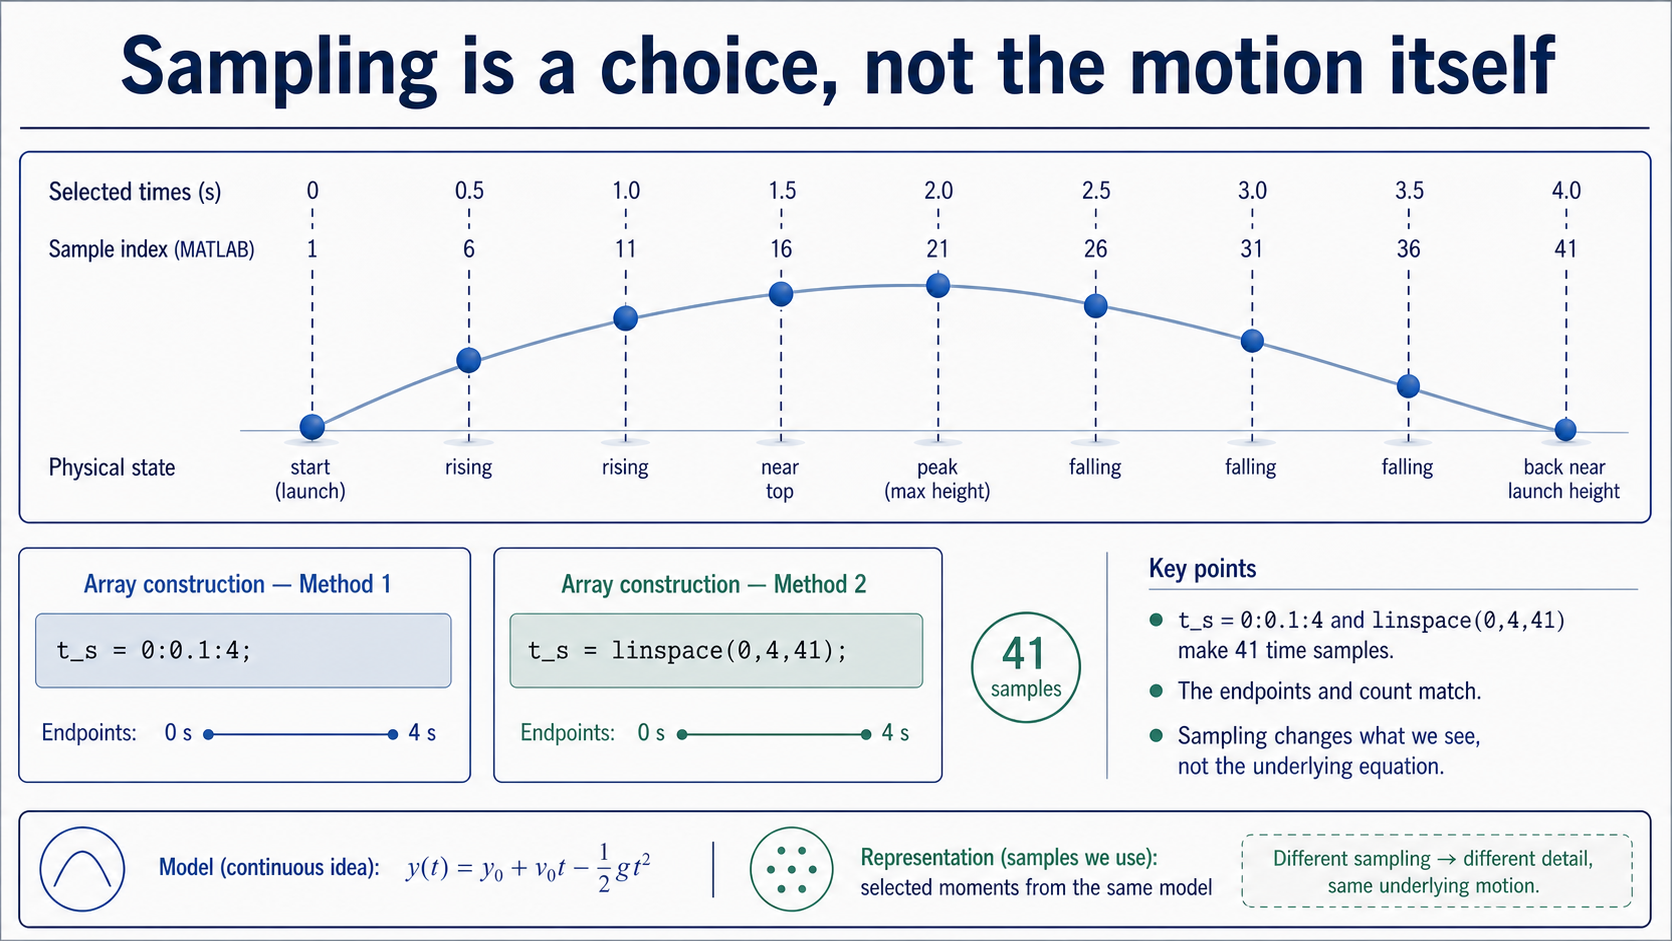 Sampling is a choice, not the motion itself
Selected times (s) 0 0.5 1.0 1.5 2.0 2.5 3.0 3.5 4.0
Sample index (MATLAB) 1 6 11 16 21 26 31 36 41
Physical state
start
(launch)
rising
rising
near
top
peak
(max height)
falling
falling
falling
back near
launch height
Array construction — Method 1
t_s = 0:0.1:4;
Endpoints: 0 s 4 s
Array construction — Method 2
t_s = linspace(0,4,41);
Endpoints: 0 s 4 s
41
samples
Key points
t_s = 0:0.1:4 and linspace(0,4,41)
make 41 time samples.
The endpoints and count match.
Sampling changes what we see,
not the underlying equation.
Model (continuous idea): y(t) = y₀ + v₀t − 1/2 gt²
Representation (samples we use):
selected moments from the same model
Different sampling → different detail,
same underlying motion.